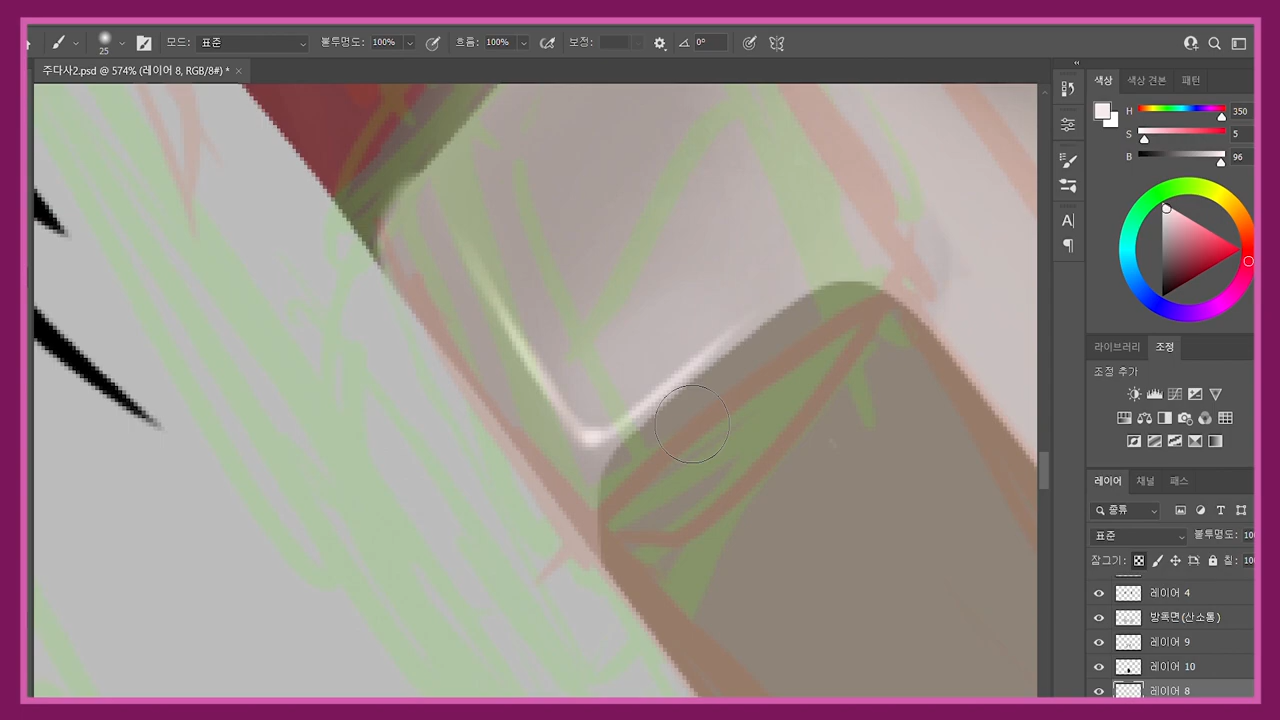 모드: 표준 불투명도: 100% 흐름: 100% 보정: 0°
25
주다사2.psd @ 574% (레이어 8, RGB/8#) * ×
색상 색상 견본 패턴
H 350
S 5
B 96
라이브러리 조정
조정 추가
레이어 채널 패스
종류
표준 불투명도: 100
잠그기: 칠: 100
레이어 4
방독면(산소통)
레이어 9
레이어 10
레이어 8